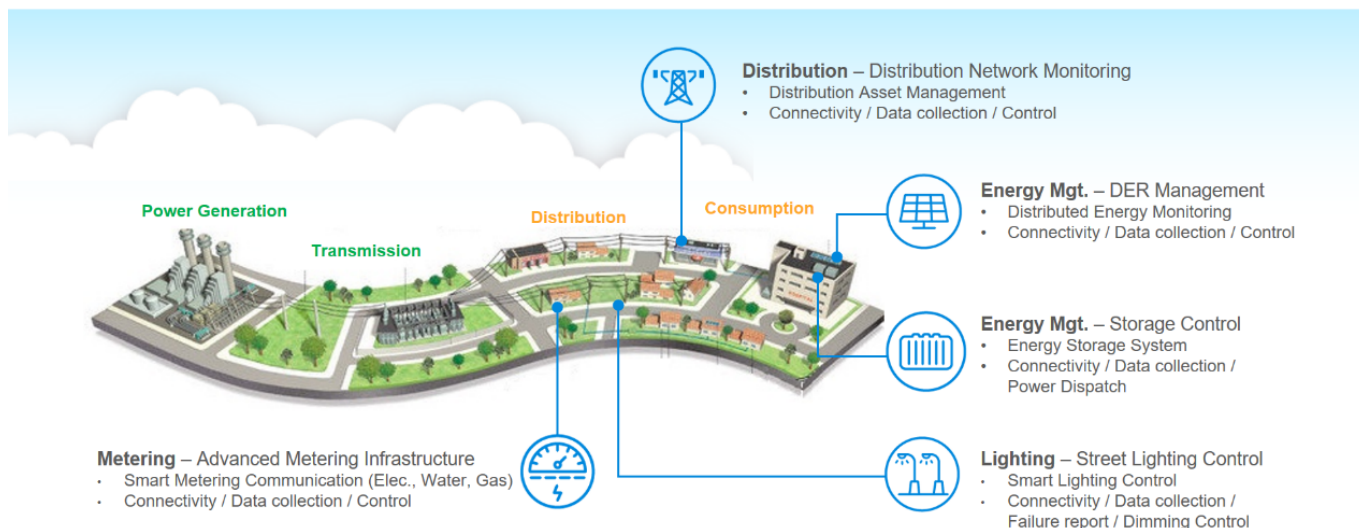 Distribution – Distribution Network Monitoring
• Distribution Asset Management
• Connectivity / Data collection / Control
Power Generation
Transmission
Distribution
Consumption
Energy Mgt. – DER Management
• Distributed Energy Monitoring
• Connectivity / Data collection / Control
Energy Mgt. – Storage Control
• Energy Storage System
• Connectivity / Data collection /
Power Dispatch
Metering – Advanced Metering Infrastructure
• Smart Metering Communication (Elec., Water, Gas)
• Connectivity / Data collection / Control
Lighting – Street Lighting Control
• Smart Lighting Control
• Connectivity / Data collection /
Failure report / Dimming Control